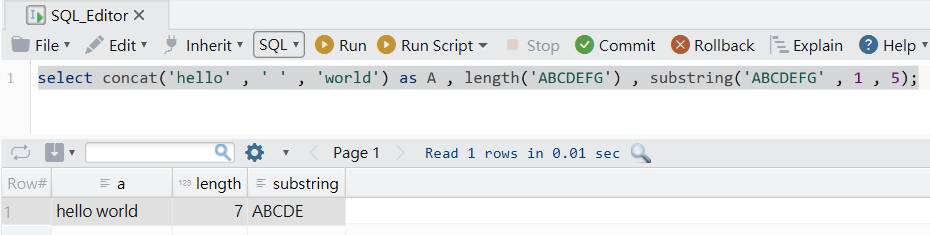 SQL_Editor
File Edit Inherit SQL Run Run Script Stop Commit Rollback Explain Help
1 select concat('hello' , ' ' , 'world') as A , length('ABCDEFG') , substring('ABCDEFG' , 1 , 5);
Page 1 Read 1 rows in 0.01 sec
Row# a 123 length substring
1 hello world 7 ABCDE